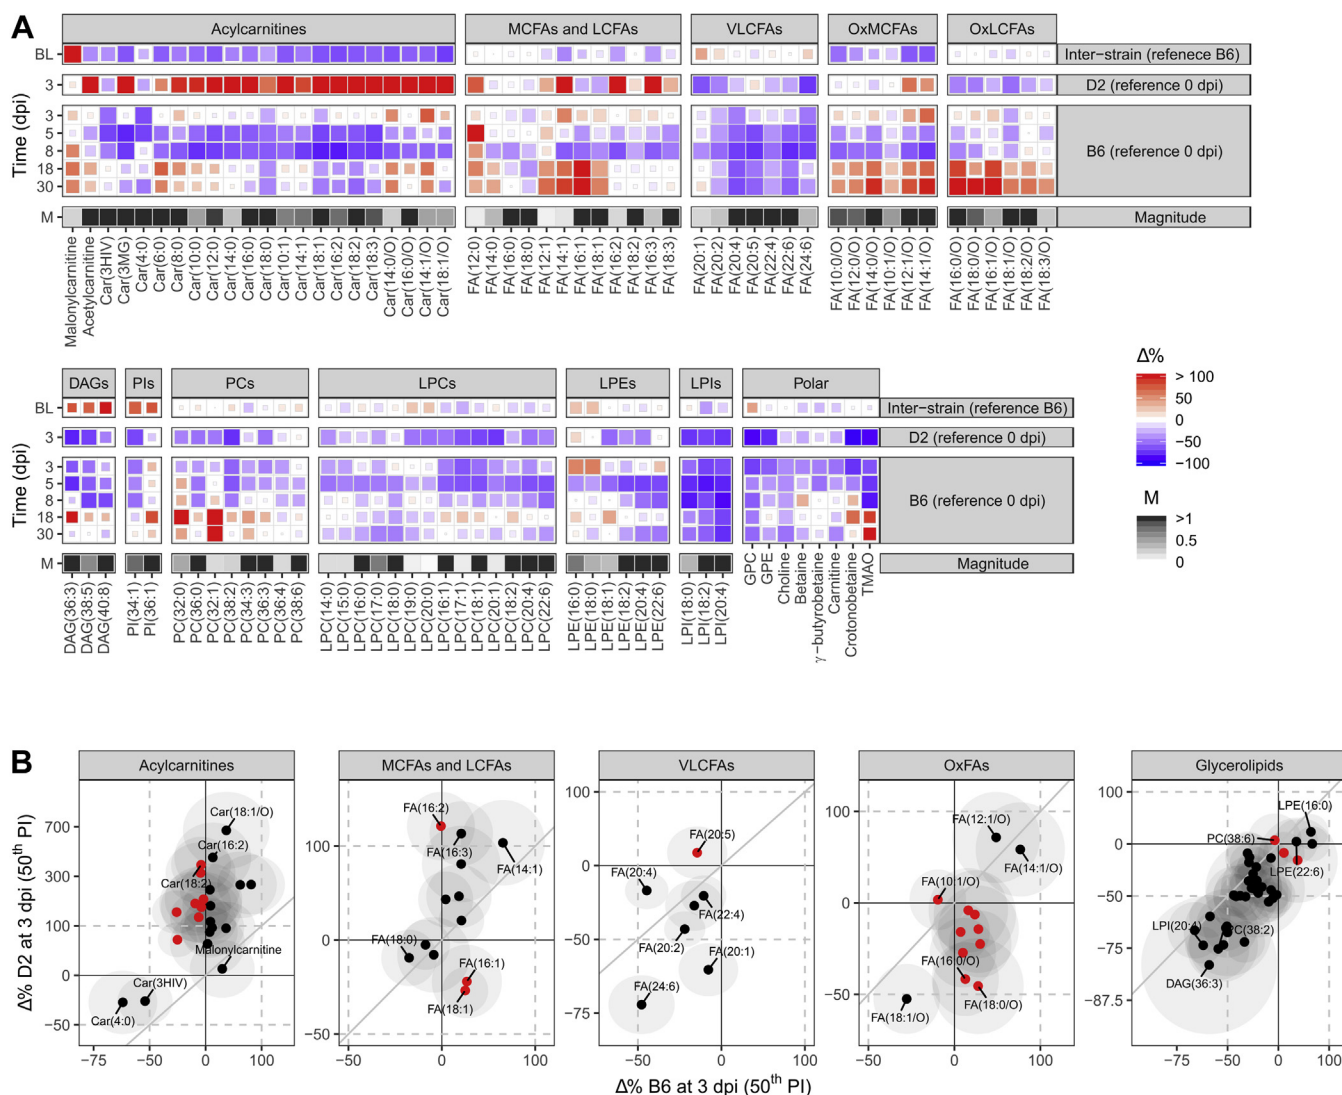 A
Acylcarnitines MCFAs and LCFAs VLCFAs OxMCFAs OxLCFAs
BL Inter-strain (refenece B6)
3 D2 (reference 0 dpi)
Time (dpi)
3
5
8 B6 (reference 0 dpi)
18
30
M Magnitude
Malonylcarnitine Acetylcarnitine Car(3HIV) Car(3MG) Car(4:0) Car(6:0) Car(8:0) Car(10:0) Car(12:0) Car(14:0) Car(16:0) Car(18:0) Car(10:1) Car(14:1) Car(18:1) Car(16:2) Car(18:2) Car(18:3) Car(14:0/O) Car(16:0/O) Car(14:1/O) Car(18:1/O)
FA(12:0) FA(14:0) FA(16:0) FA(18:0) FA(12:1) FA(14:1) FA(16:1) FA(18:1) FA(16:2) FA(18:2) FA(16:3) FA(18:3)
FA(20:1) FA(20:2) FA(20:4) FA(20:5) FA(22:4) FA(22:6) FA(24:6)
FA(10:0/O) FA(12:0/O) FA(14:0/O) FA(10:1/O) FA(12:1/O) FA(14:1/O)
FA(16:0/O) FA(18:0/O) FA(16:1/O) FA(18:1/O) FA(18:2/O) FA(18:3/O)
DAGs PIs PCs LPCs LPEs LPIs Polar
BL Inter-strain (reference B6)
3 D2 (reference 0 dpi)
Time (dpi)
3
5
8 B6 (reference 0 dpi)
18
30
M Magnitude
DAG(36:3) DAG(38:5) DAG(40:8)
PI(34:1) PI(36:1)
PC(32:0) PC(36:0) PC(32:1) PC(38:2) PC(34:3) PC(36:3) PC(36:4) PC(38:6)
LPC(14:0) LPC(15:0) LPC(16:0) LPC(17:0) LPC(18:0) LPC(19:0) LPC(20:0) LPC(16:1) LPC(17:1) LPC(18:1) LPC(20:1) LPC(18:2) LPC(20:4) LPC(22:6)
LPE(16:0) LPE(18:0) LPE(18:1) LPE(18:2) LPE(20:4) LPE(22:6)
LPI(18:0) LPI(18:2) LPI(20:4)
GPC GPE Choline Betaine γ-butyrobetaine Carnitine Crotonobetaine TMAO
Δ%
> 100
50
0
−50
−100
M
>1
0.5
0
B
Acylcarnitines MCFAs and LCFAs VLCFAs OxFAs Glycerolipids
Δ% D2 at 3 dpi (50th PI)
700
300
100
0
−50
Car(18:1/O)
Car(16:2)
Car(18:2)
Malonylcarnitine
Car(3HIV)
Car(4:0)
−75 −50 0 100
100
0
−50
FA(16:2)
FA(16:3)
FA(14:1)
FA(18:0)
FA(16:1)
FA(18:1)
−50 0 100
100
0
−50
−75
FA(20:5)
FA(20:4)
FA(22:4)
FA(20:2)
FA(20:1)
FA(24:6)
−50 0 100
100
0
−50
FA(12:1/O)
FA(14:1/O)
FA(10:1/O)
FA(16:0/O)
FA(18:0/O)
FA(18:1/O)
−50 0 100
100
0
−50
−75
−87.5
LPE(16:0)
PC(38:6)
LPE(22:6)
LPI(20:4)
PC(38:2)
DAG(36:3)
−75 −50 0 100
Δ% B6 at 3 dpi (50th PI)